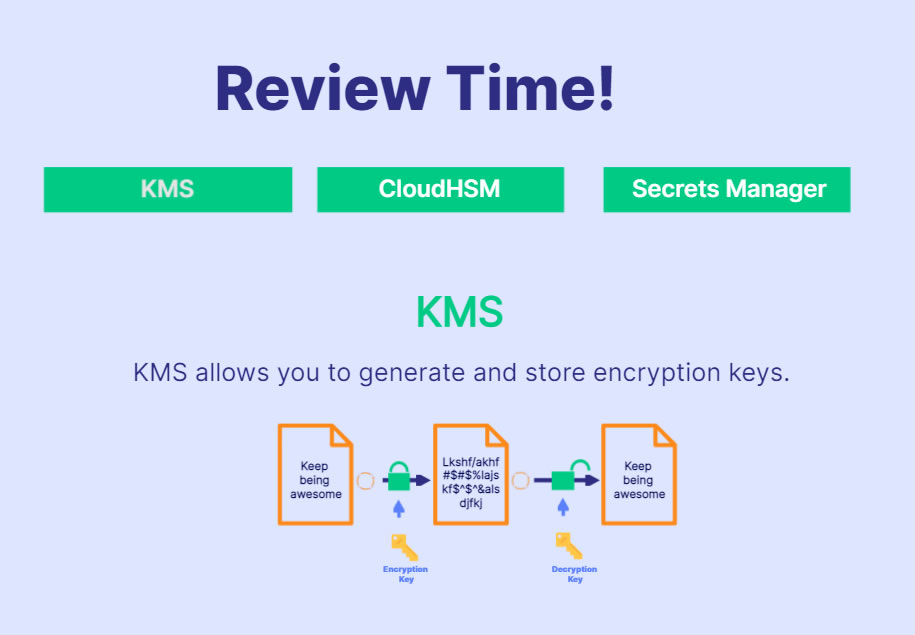 Review Time!
KMS
CloudHSM
Secrets Manager
KMS
KMS allows you to generate and store encryption keys.
Keep
being
awesome
Lkshf/akhf
#$#$%lajs
kf$^$^&als
djfkj
Keep
being
awesome
Encryption
Key
Decryption
Key